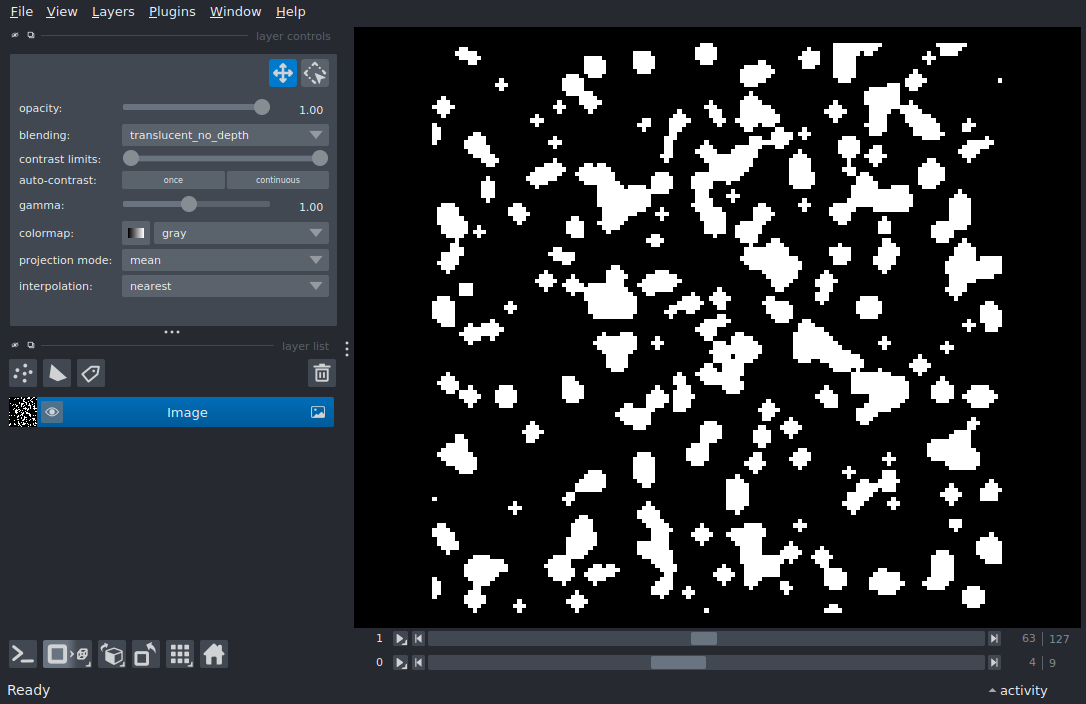 File View Layers Plugins Window Help
layer controls
opacity: 1.00
blending: translucent_no_depth
contrast limits:
auto-contrast: once continuous
gamma: 1.00
colormap: gray
projection mode: mean
interpolation: nearest
layer list
Image
1 63 127
0 4 9
Ready activity